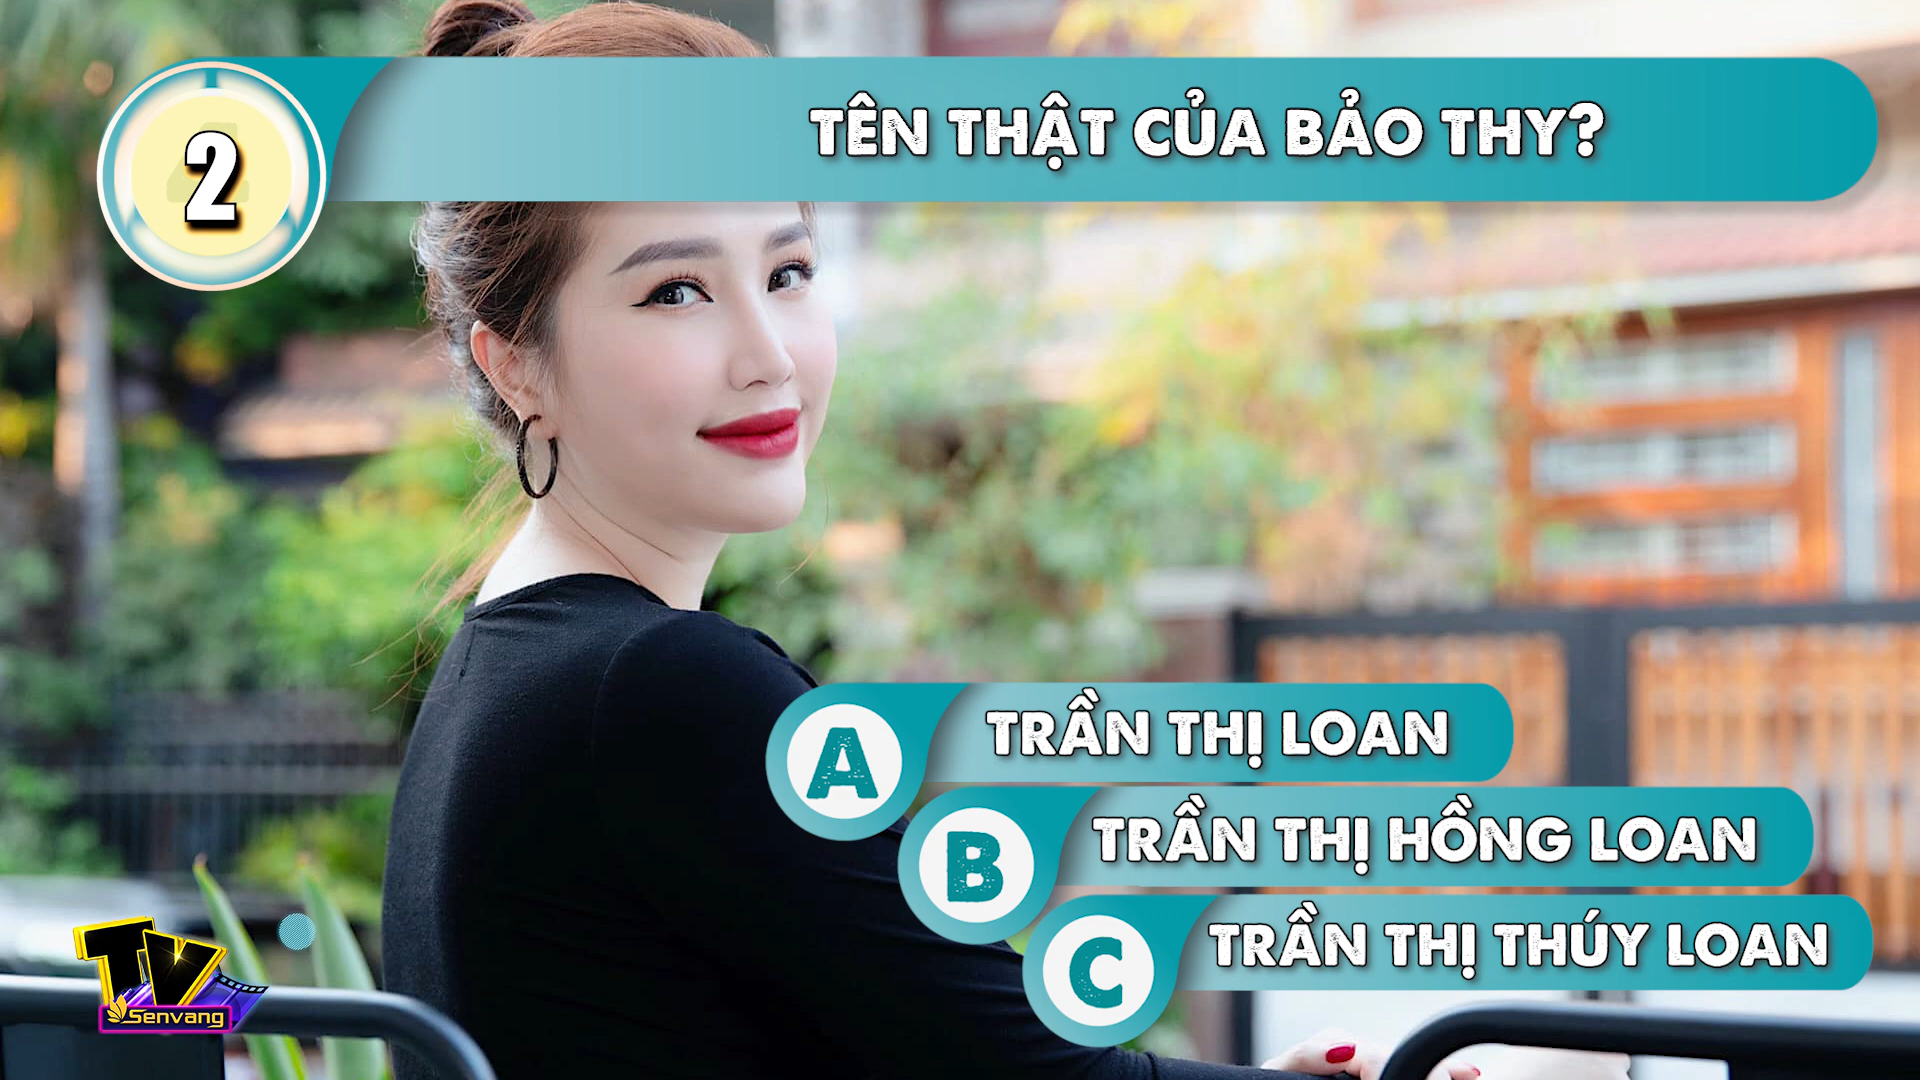 2
TÊN THẬT CỦA BẢO THY?
A
TRẦN THỊ LOAN
B
TRẦN THỊ HỒNG LOAN
C
TRẦN THỊ THÚY LOAN
TV
Senvang